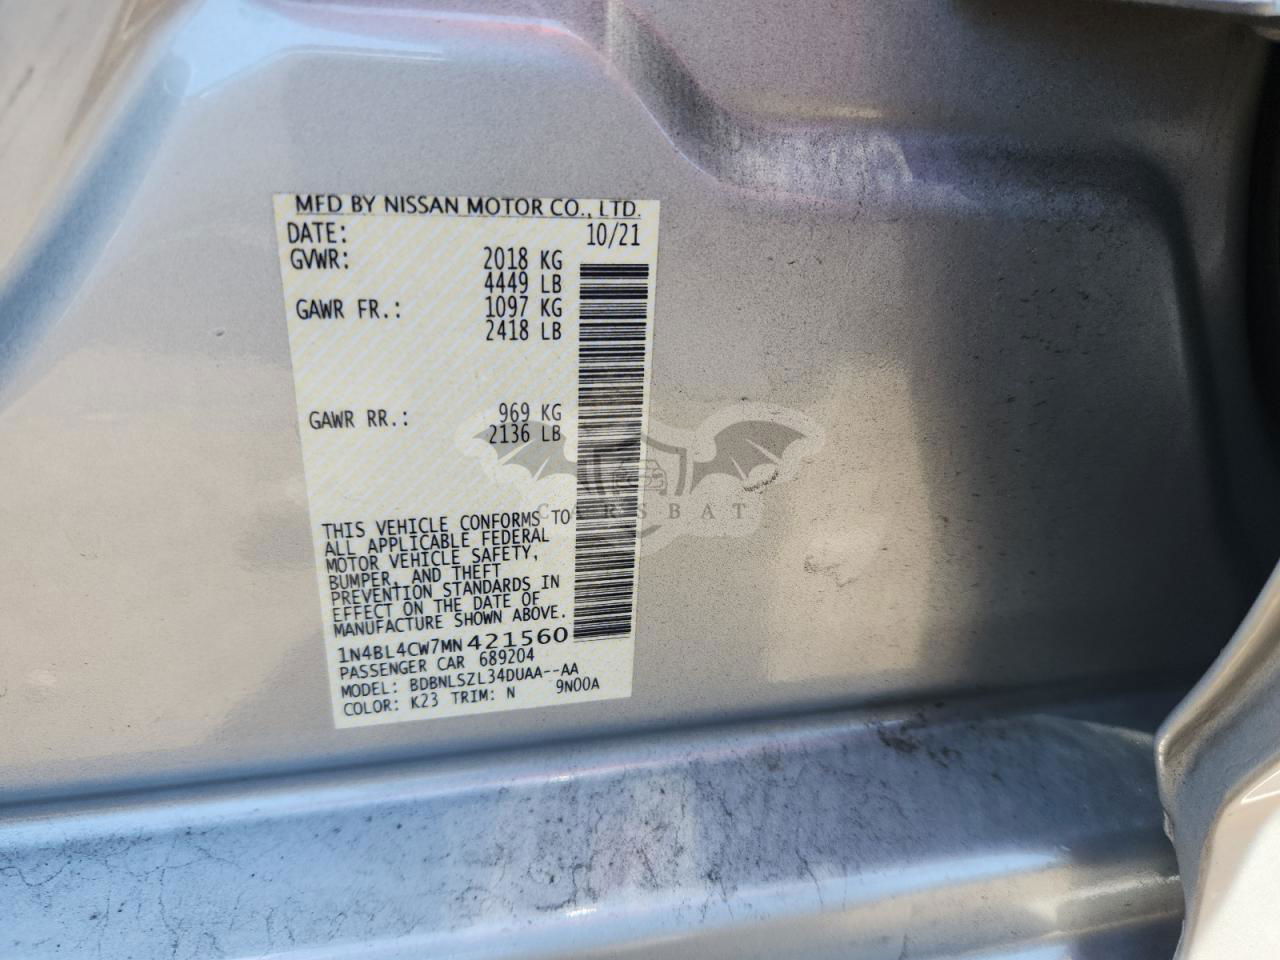 MFD BY NISSAN MOTOR CO., LTD.
DATE: 10/21
GVWR: 2018 KG
4449 LB
GAWR FR.: 1097 KG
2418 LB
GAWR RR.: 969 KG
2136 LB
THIS VEHICLE CONFORMS TO
ALL APPLICABLE FEDERAL
MOTOR VEHICLE SAFETY,
BUMPER, AND THEFT
PREVENTION STANDARDS IN
EFFECT ON THE DATE OF
MANUFACTURE SHOWN ABOVE.
1N4BL4CW7MN421560
PASSENGER CAR 689204
MODEL: BDBNLSZL34DUAA--AA
COLOR: K23 TRIM: N 9N00A
CARSBAT